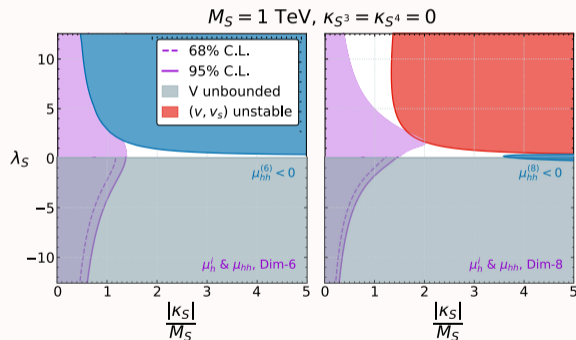 M_S = 1 TeV, κ_{S³} = κ_{S⁴} = 0
68% C.L.
95% C.L.
V unbounded
(v, v_s) unstable
λ_S
10
5
0
−5
−10
μ_{hh}^{(6)} < 0
μ_h^i & μ_{hh}, Dim-6
0 1 2 3 4 5
|κ_S|
M_S
μ_{hh}^{(8)} < 0
μ_h^i & μ_{hh}, Dim-8
0 1 2 3 4 5
|κ_S|
M_S